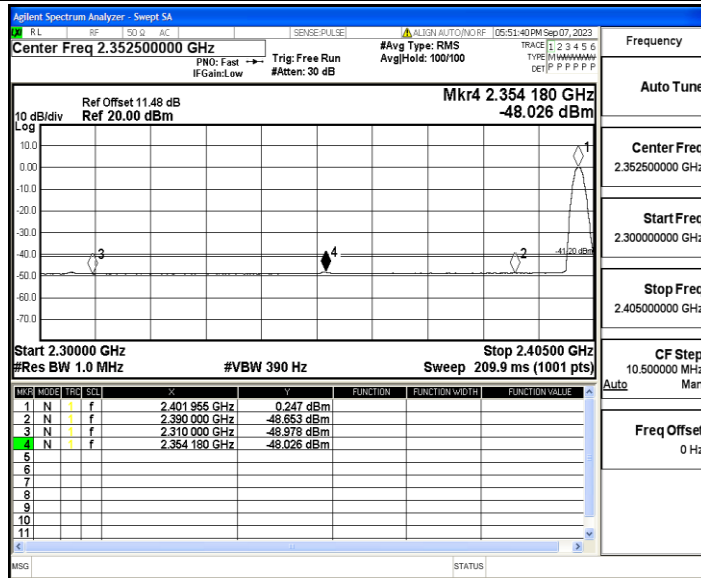 Agilent Spectrum Analyzer - Swept SA
RL RF 50 Ω AC SENSE:PULSE ALIGN AUTO/NO RF 05:51:40 PM Sep 07, 2023
Center Freq 2.352500000 GHz
PNO: Fast
IFGain:Low
Trig: Free Run
#Atten: 30 dB
#Avg Type: RMS
Avg|Hold: 100/100
TRACE 1 2 3 4 5 6
TYPE MWWWWW
DET P P P P P P
Ref Offset 11.48 dB
10 dB/div Ref 20.00 dBm
Log
Mkr4 2.354 180 GHz
-48.026 dBm
10.0
0.00
-10.0
-20.0
-30.0
-40.0
-50.0
-60.0
-70.0
1
2
3
4
-41.20 dBm
Start 2.30000 GHz Stop 2.40500 GHz
#Res BW 1.0 MHz #VBW 390 Hz Sweep 209.9 ms (1001 pts)
MKR MODE TRC SCL X Y FUNCTION FUNCTION WIDTH FUNCTION VALUE
1 N 1 f 2.401 955 GHz 0.247 dBm
2 N 1 f 2.390 000 GHz -48.653 dBm
3 N 1 f 2.310 000 GHz -48.978 dBm
4 N 1 f 2.354 180 GHz -48.026 dBm
5
6
7
8
9
10
11
MSG STATUS
Frequency
Auto Tune
Center Freq
2.352500000 GHz
Start Freq
2.300000000 GHz
Stop Freq
2.405000000 GHz
CF Step
10.500000 MHz
Auto Man
Freq Offset
0 Hz